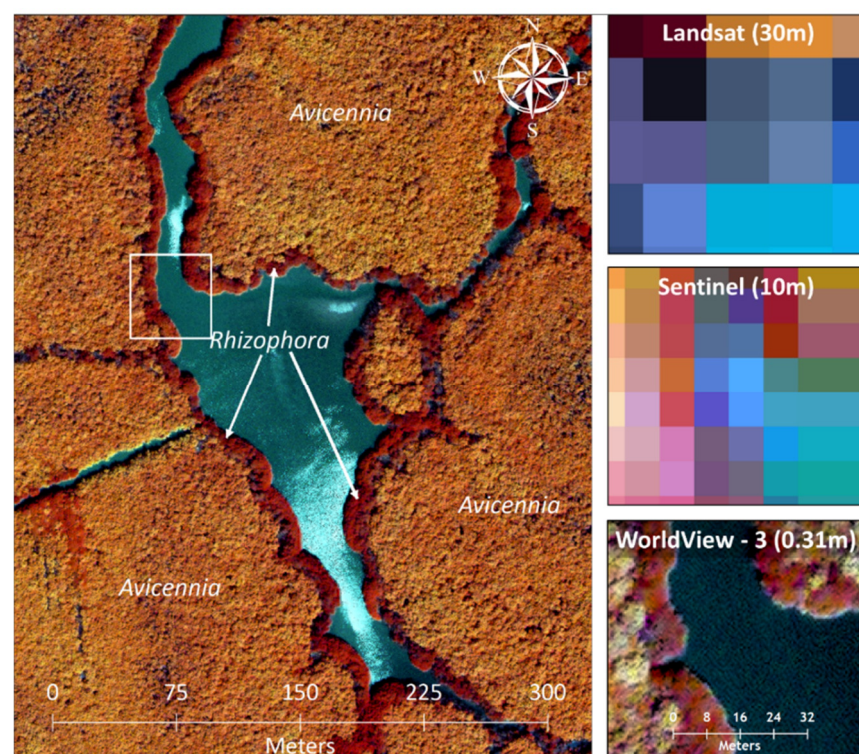 N
W E
S
Avicennia
Rhizophora
Avicennia
Avicennia
0 75 150 225 300
Meters
Landsat (30m)
Sentinel (10m)
WorldView - 3 (0.31m)
0 8 16 24 32
Meters